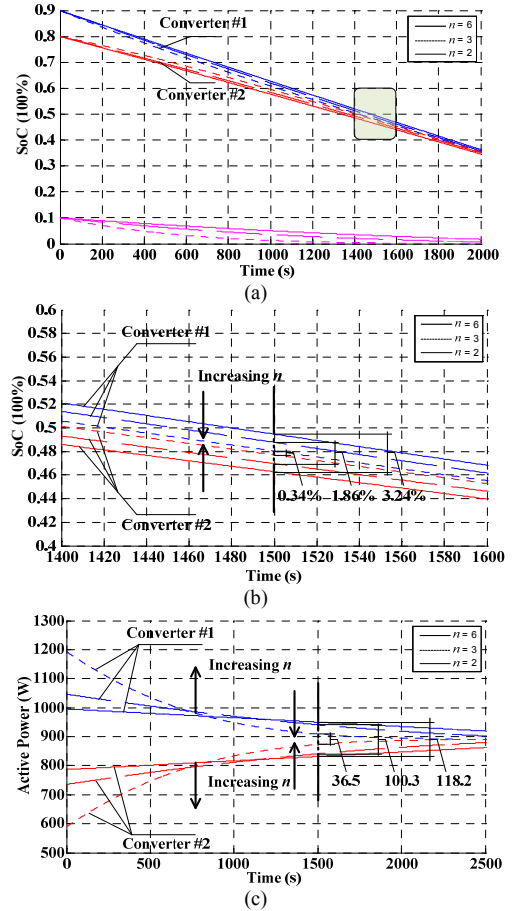 0.9
0.8
0.7
0.6
0.5
0.4
0.3
0.2
0.1
0
SoC (100%)
Converter #1
Converter #2
n = 6
n = 3
n = 2
0 200 400 600 800 1000 1200 1400 1600 1800 2000
Time (s)
(a)
0.6
0.58
0.56
0.54
0.52
0.5
0.48
0.46
0.44
0.42
0.4
SoC (100%)
Converter #1
Increasing n
n = 6
n = 3
n = 2
0.34% 1.86% 3.24%
Converter #2
1400 1420 1440 1460 1480 1500 1520 1540 1560 1580 1600
Time (s)
(b)
1300
1200
1100
1000
900
800
700
600
500
Active Power (W)
Converter #1
Increasing n
n = 6
n = 3
n = 2
Increasing n
36.5 100.3 118.2
Converter #2
0 500 1000 1500 2000 2500
Time (s)
(c)